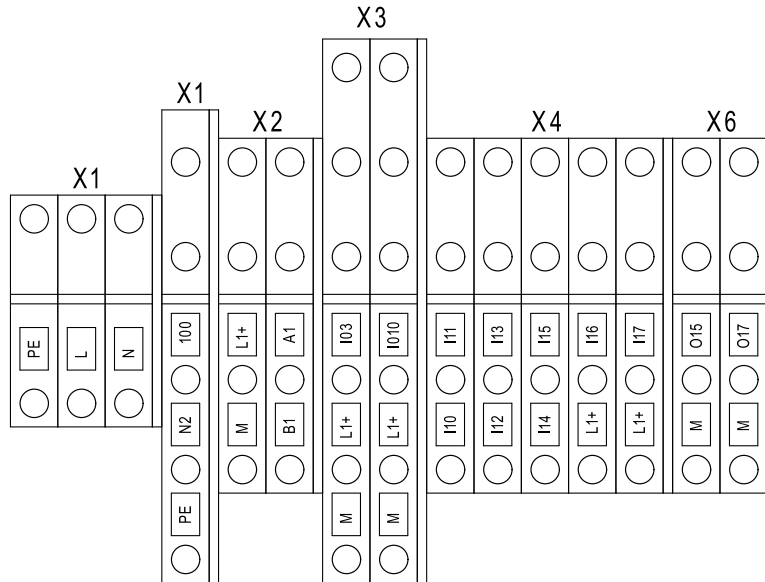 X3
X1
X2 X4 X6
X1
PE L N 100 L1+ A1 I03 I010 I11 I13 I15 I16 I17 O15 O17
N2 M B1 L1+ L1+ I10 I12 I14 L1+ L1+ M M
PE M M